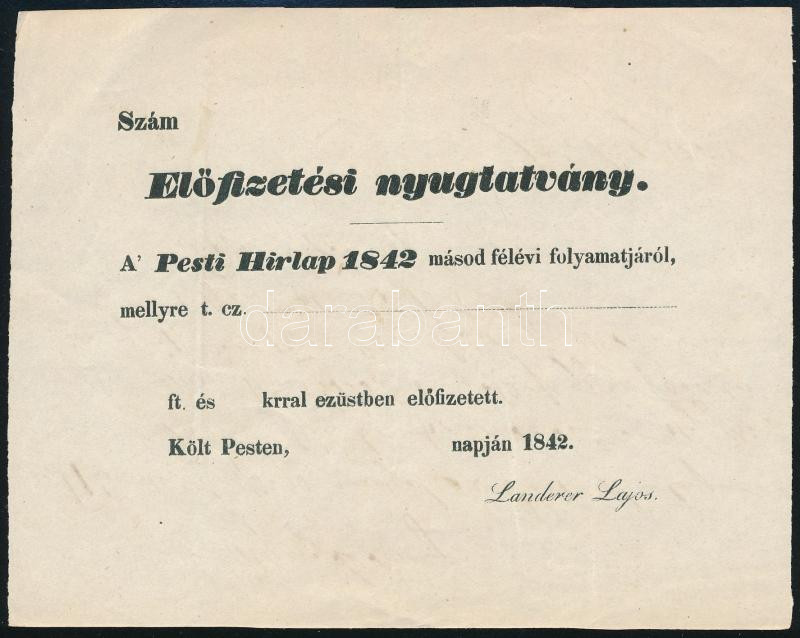 Szám
Előfizetési nyugtatvány.
A' Pesti Hirlap 1842 másod félévi folyamatjáról,
mellyre t. cz.
darabanth
ft. és krral ezüstben előfizetett.
Költ Pesten, napján 1842.
Landerer Lajos.